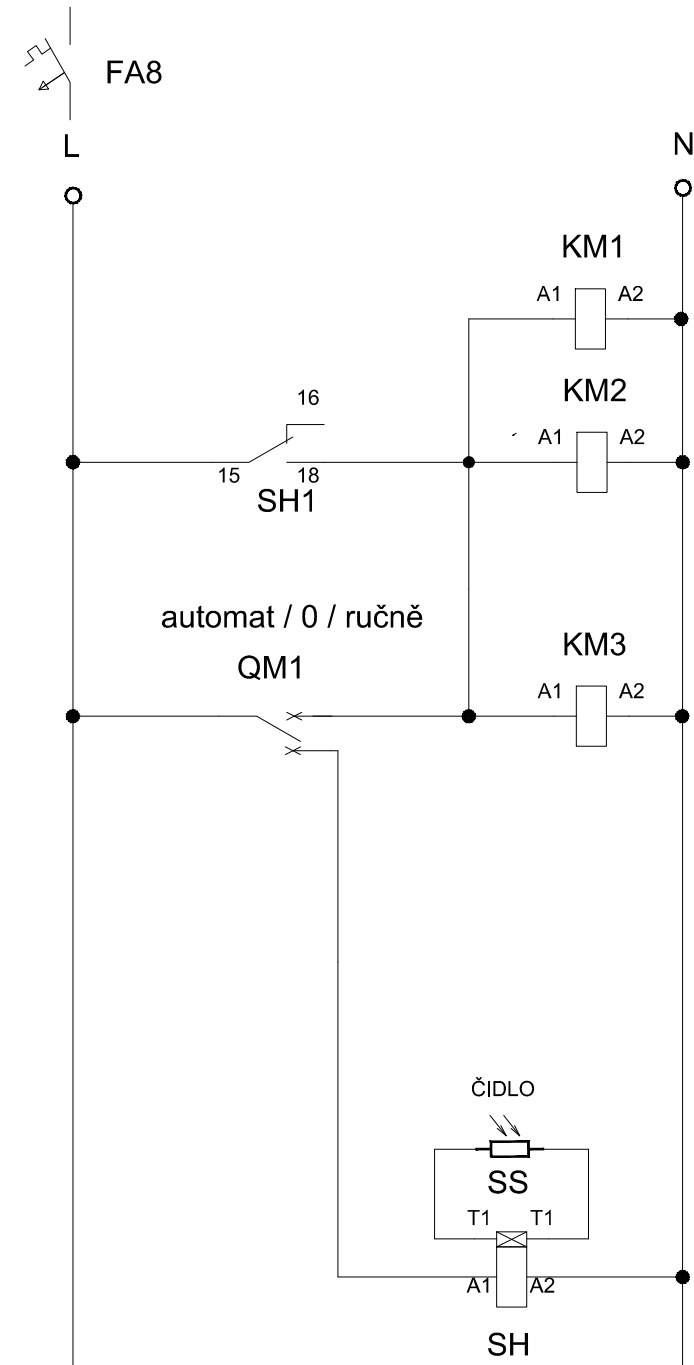 FA8
L
N
KM1
A1 A2
KM2
16
A1 A2
15 18
SH1
automat / 0 / ručně
KM3
QM1
A1 A2
ČIDLO
SS
T1 T1
A1 A2
SH